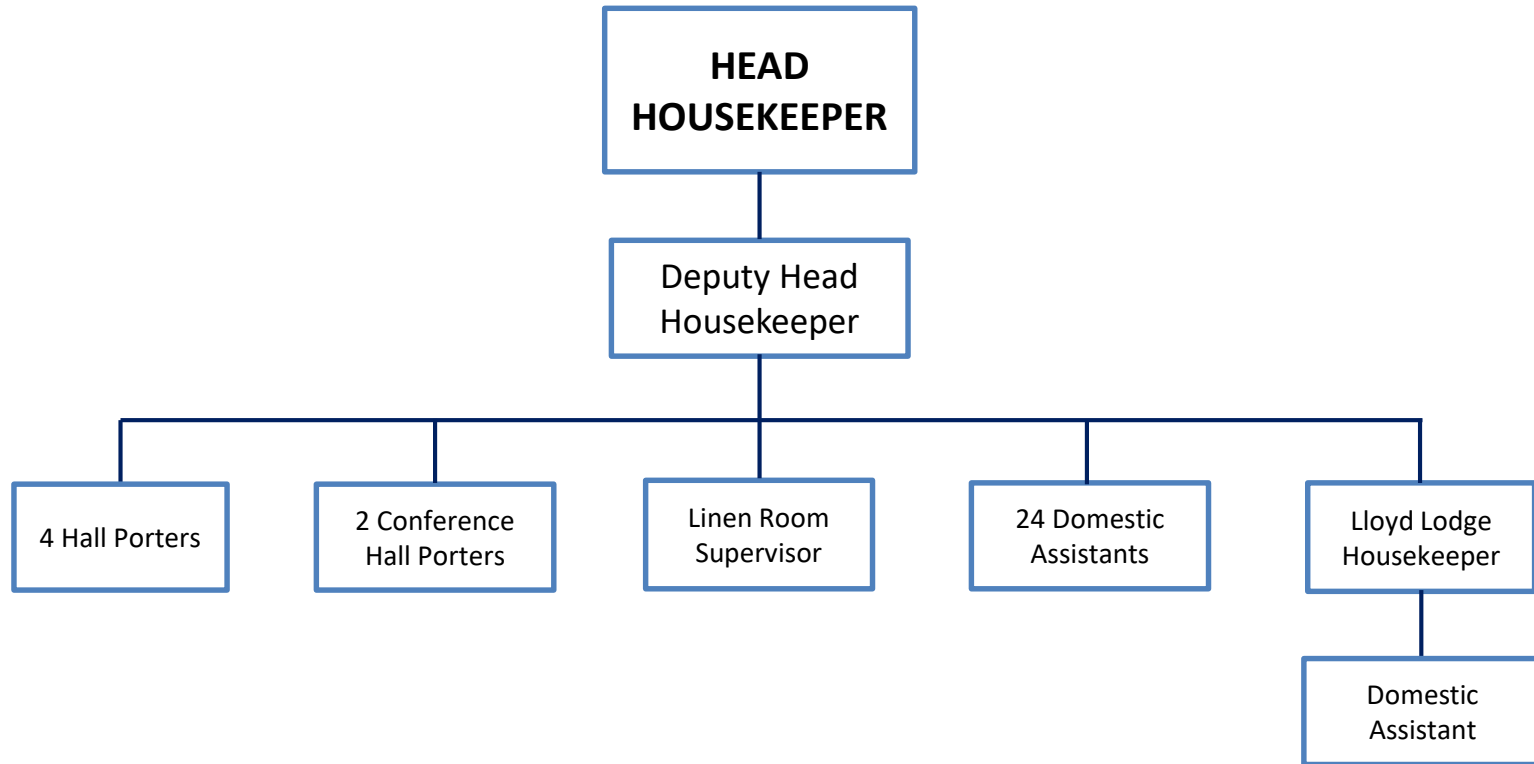 HEAD
HOUSEKEEPER
Deputy Head
Housekeeper
4 Hall Porters
2 Conference
Hall Porters
Linen Room
Supervisor
24 Domestic
Assistants
Lloyd Lodge
Housekeeper
Domestic
Assistant